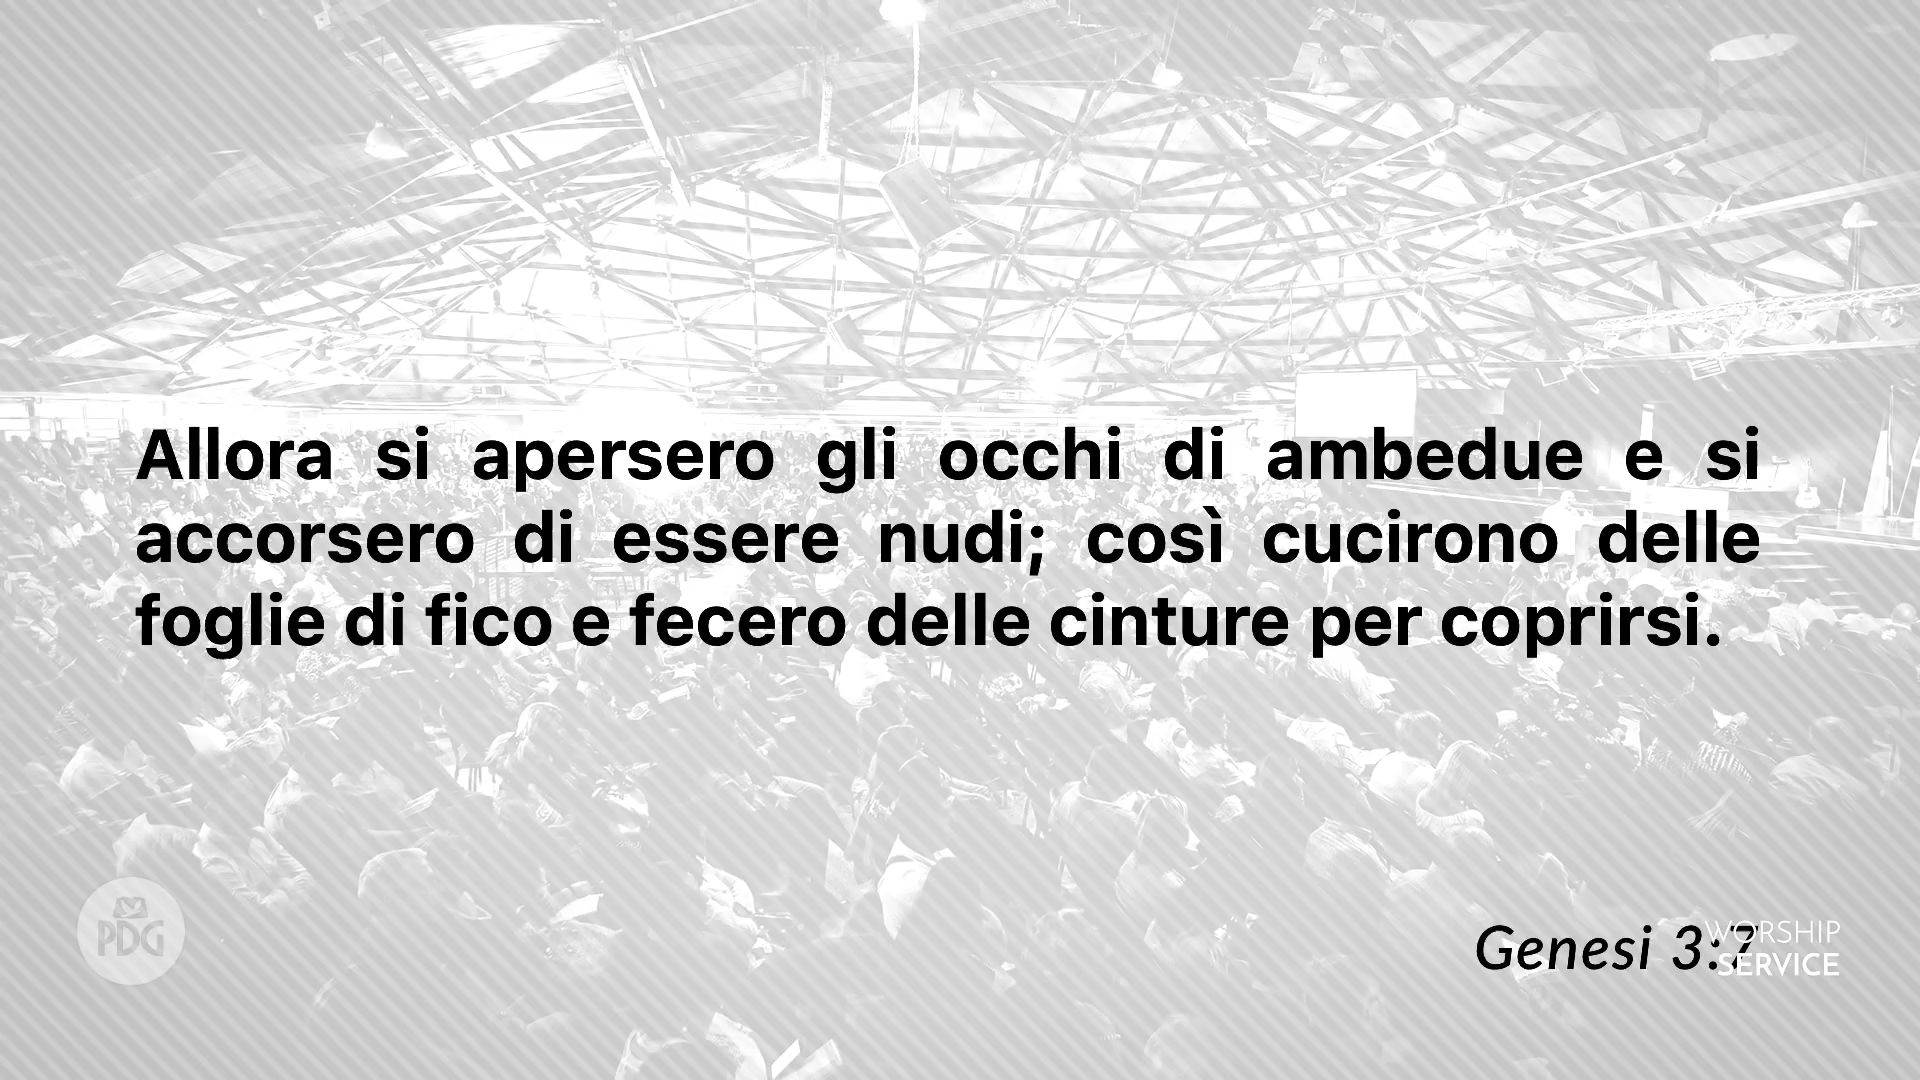 Allora si apersero gli occhi di ambedue e si
accorsero di essere nudi; così cucirono delle
foglie di fico e fecero delle cinture per coprirsi.
PDG
Genesi 3:7
WORSHIP
SERVICE